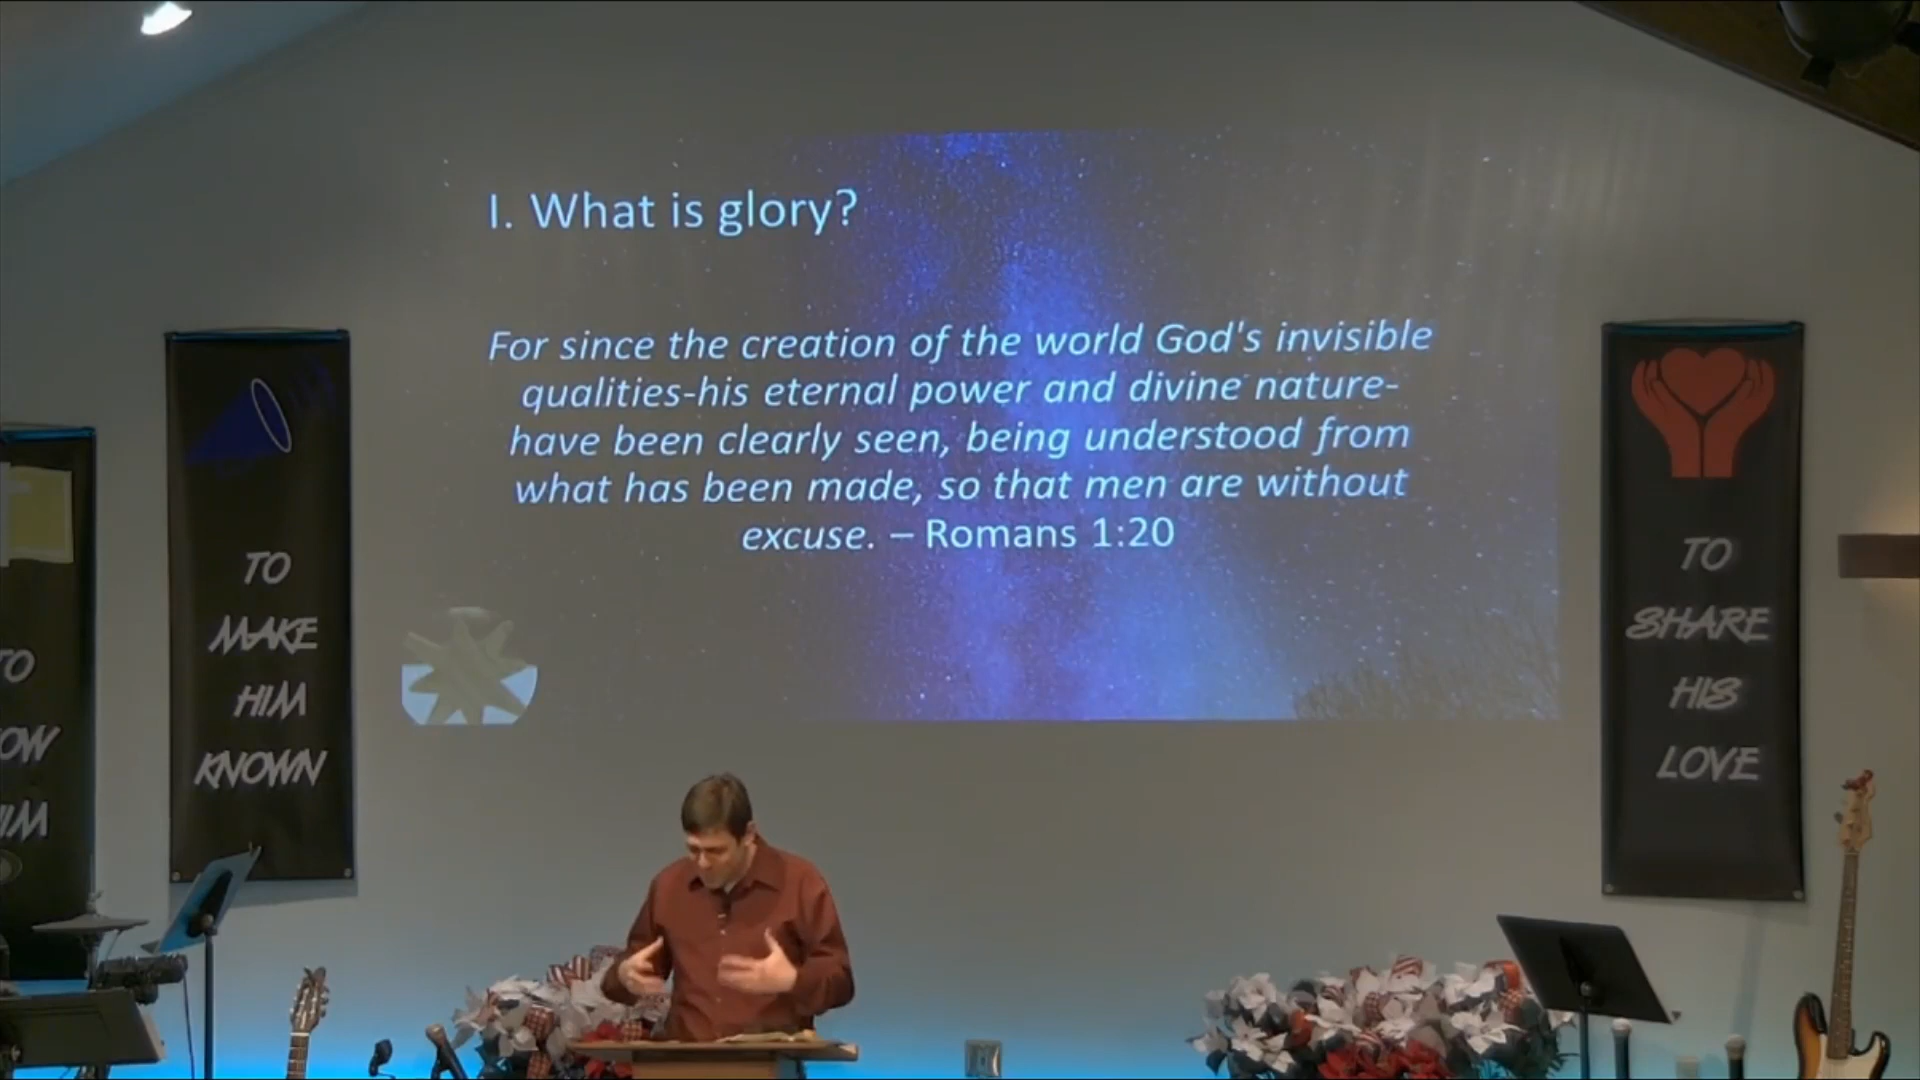 I. What is glory?
For since the creation of the world God's invisible
qualities-his eternal power and divine nature-
have been clearly seen, being understood from
what has been made, so that men are without
excuse. – Romans 1:20
TO
MAKE
HIM
KNOWN
TO
SHARE
HIS
LOVE